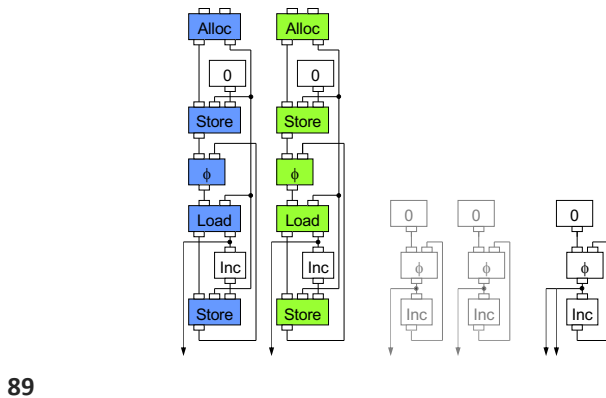 Alloc Alloc
0 0
Store Store
ϕ ϕ
Load Load
0 0 0
Inc Inc
ϕ ϕ ϕ
Store Store
Inc Inc Inc
89